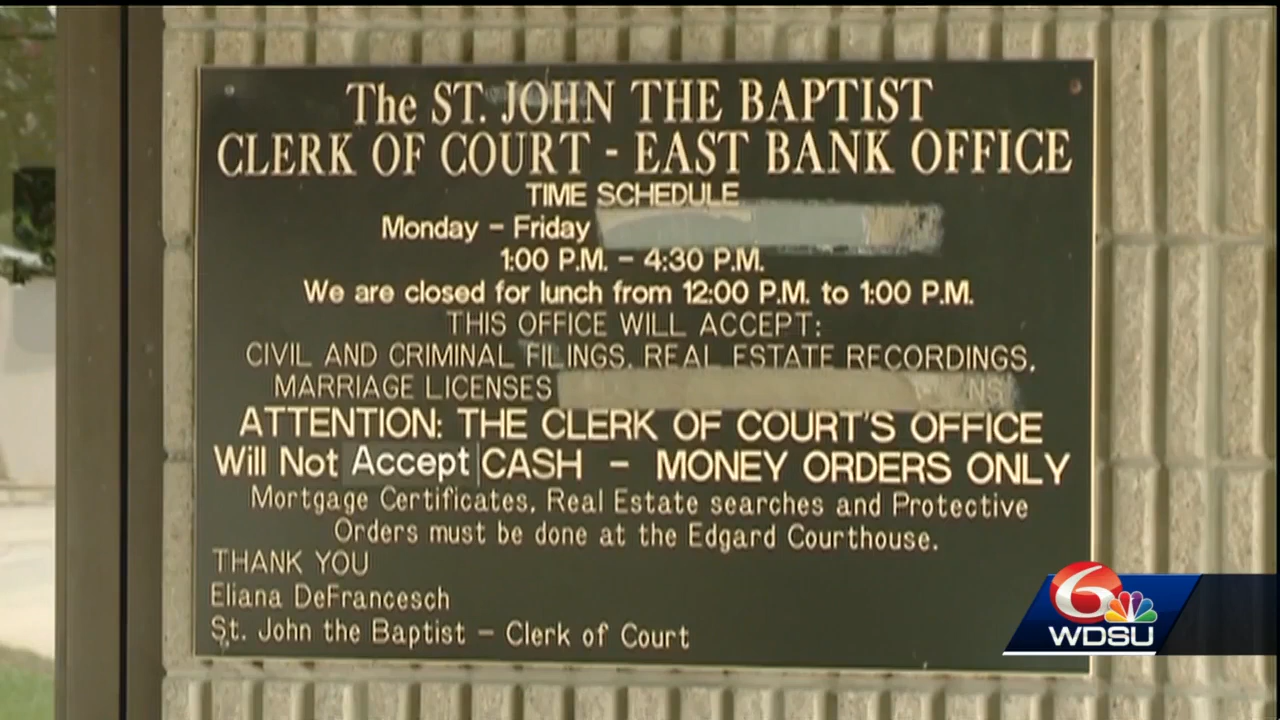 The ST. JOHN THE BAPTIST
CLERK OF COURT - EAST BANK OFFICE
TIME SCHEDULE
Monday - Friday
1:00 P.M. - 4:30 P.M.
We are closed for lunch from 12:00 P.M. to 1:00 P.M.
THIS OFFICE WILL ACCEPT:
CIVIL AND CRIMINAL FILINGS, REAL ESTATE RECORDINGS,
MARRIAGE LICENSES NS
ATTENTION: THE CLERK OF COURT'S OFFICE
Will Not Accept CASH - MONEY ORDERS ONLY
Mortgage Certificates, Real Estate searches and Protective
Orders must be done at the Edgard Courthouse.
THANK YOU
Eliana DeFrancesch
St. John the Baptist - Clerk of Court
6
WDSU